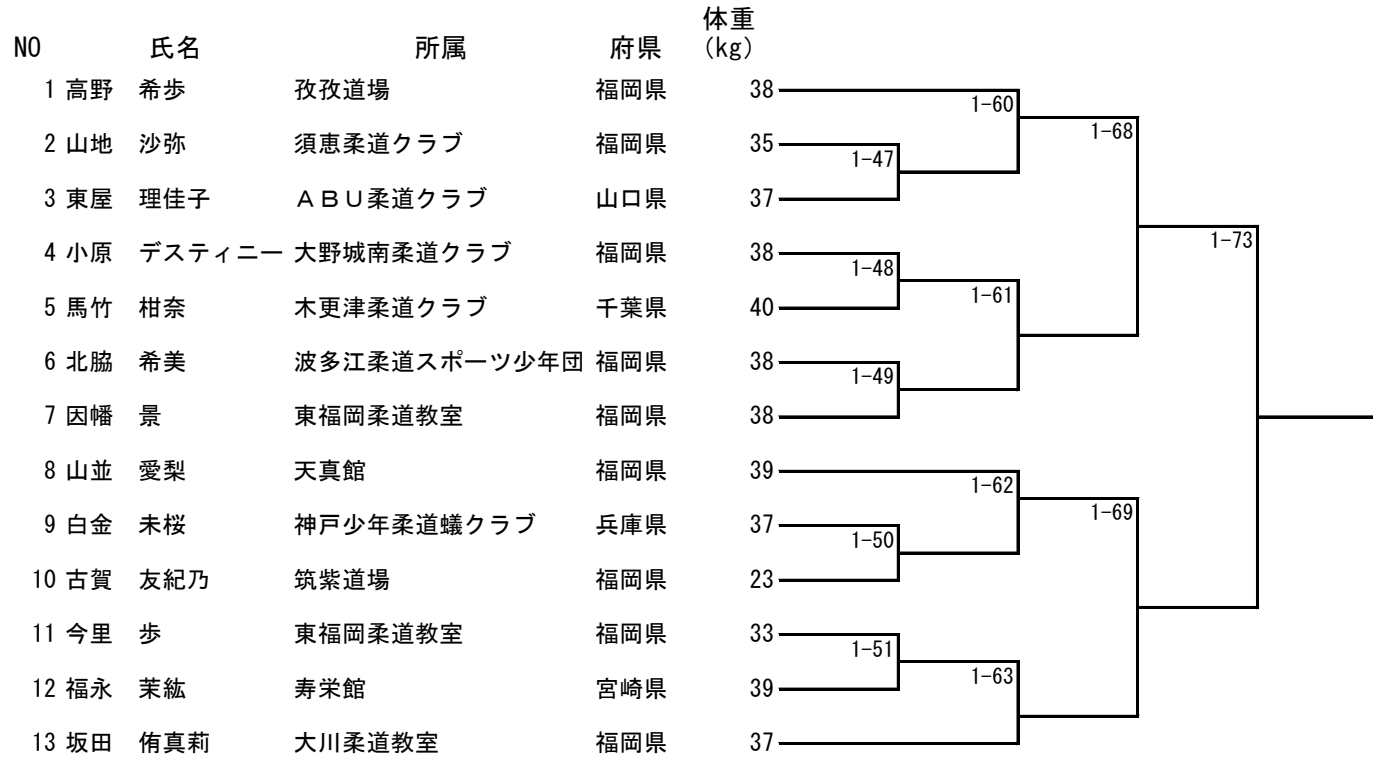 体重
NO 氏名 所属 府県 (kg)
1 高野 希歩 孜孜道場 福岡県 38
1-60
2 山地 沙弥 須恵柔道クラブ 福岡県 35
1-68
1-47
3 東屋 理佳子 ＡＢＵ柔道クラブ 山口県 37
4 小原 デスティニー 大野城南柔道クラブ 福岡県 38
1-73
1-48
5 馬竹 柑奈 木更津柔道クラブ 千葉県 40
1-61
6 北脇 希美 波多江柔道スポーツ少年団 福岡県 38
1-49
7 因幡 景 東福岡柔道教室 福岡県 38
8 山並 愛梨 天真館 福岡県 39
1-62
9 白金 未桜 神戸少年柔道蟻クラブ 兵庫県 37
1-69
1-50
10 古賀 友紀乃 筑紫道場 福岡県 23
11 今里 歩 東福岡柔道教室 福岡県 33
1-51
12 福永 茉紘 寿栄館 宮崎県 39
1-63
13 坂田 侑真莉 大川柔道教室 福岡県 37